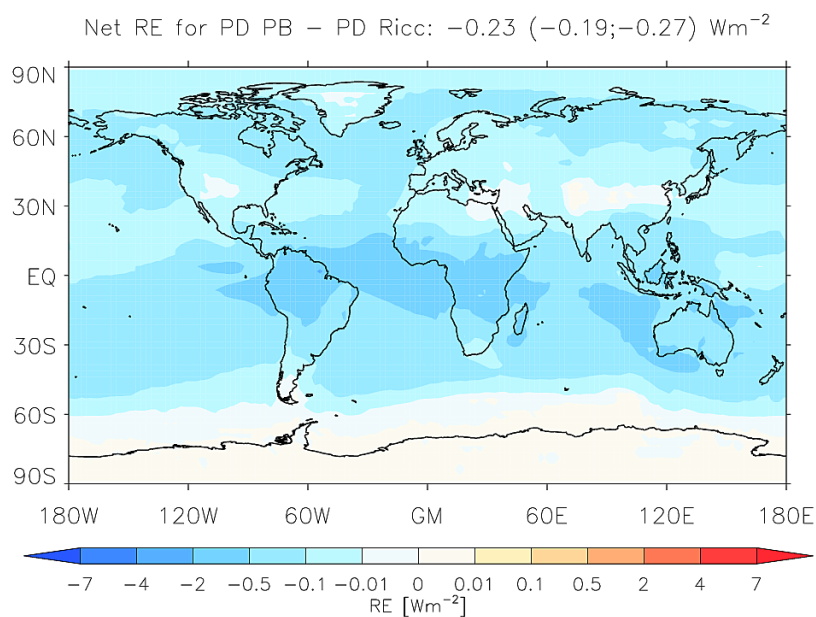 Net RE for PD PB – PD Ricc: −0.23 (−0.19;−0.27) Wm⁻²
90N
60N
30N
EQ
30S
60S
90S
180W 120W 60W GM 60E 120E 180E
−7 −4 −2 −0.5 −0.1 −0.01 0 0.01 0.1 0.5 2 4 7
RE [Wm⁻²]